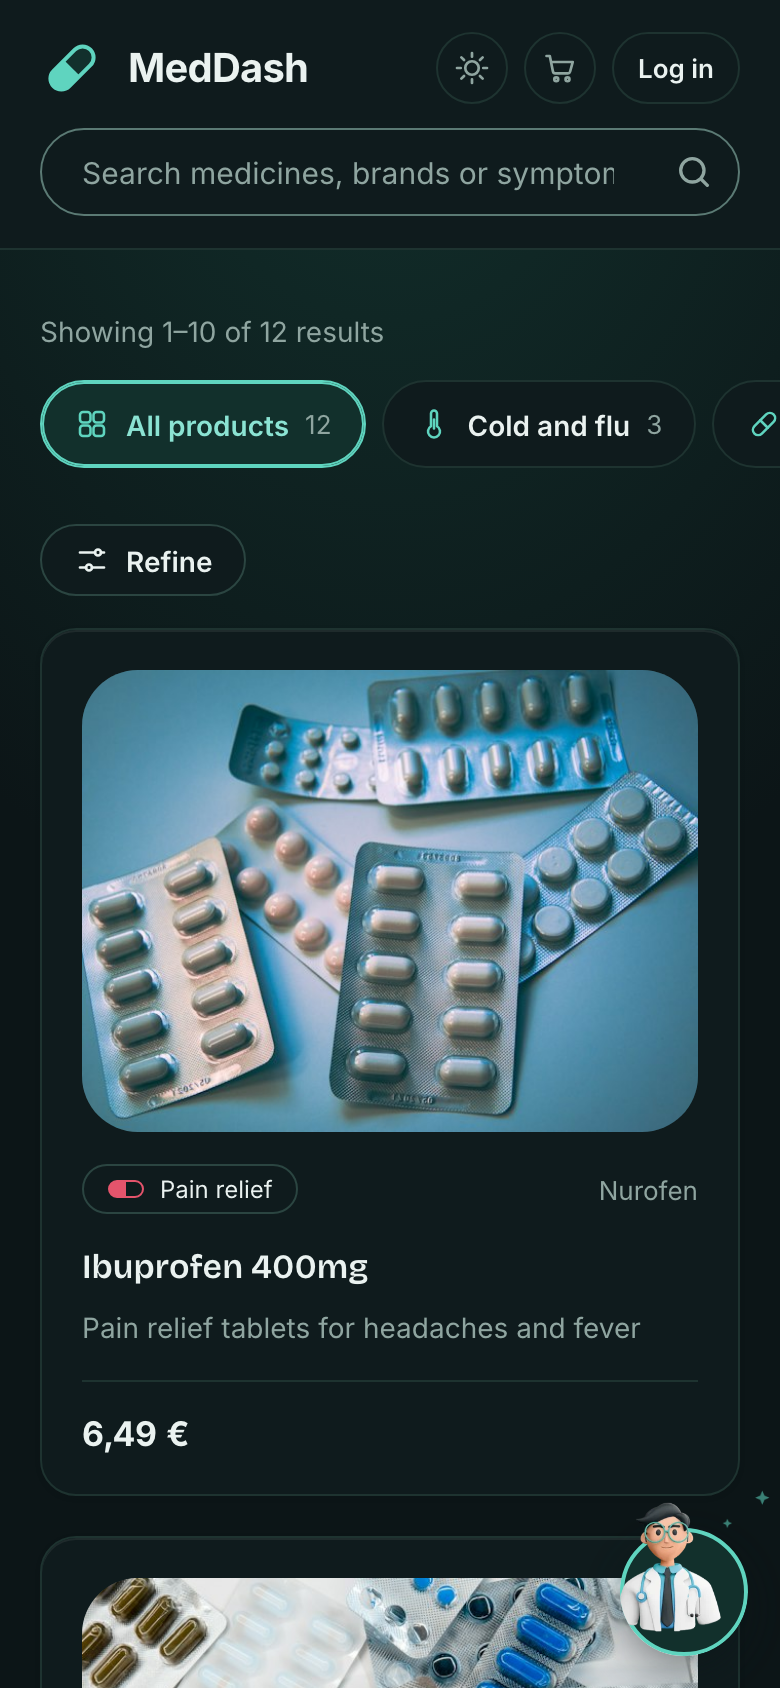 MedDash
Log in
Search medicines, brands or sympton
Showing 1–10 of 12 results
All products 12
Cold and flu 3
Refine
Pain relief
Nurofen
Ibuprofen 400mg
Pain relief tablets for headaches and fever
6,49 €